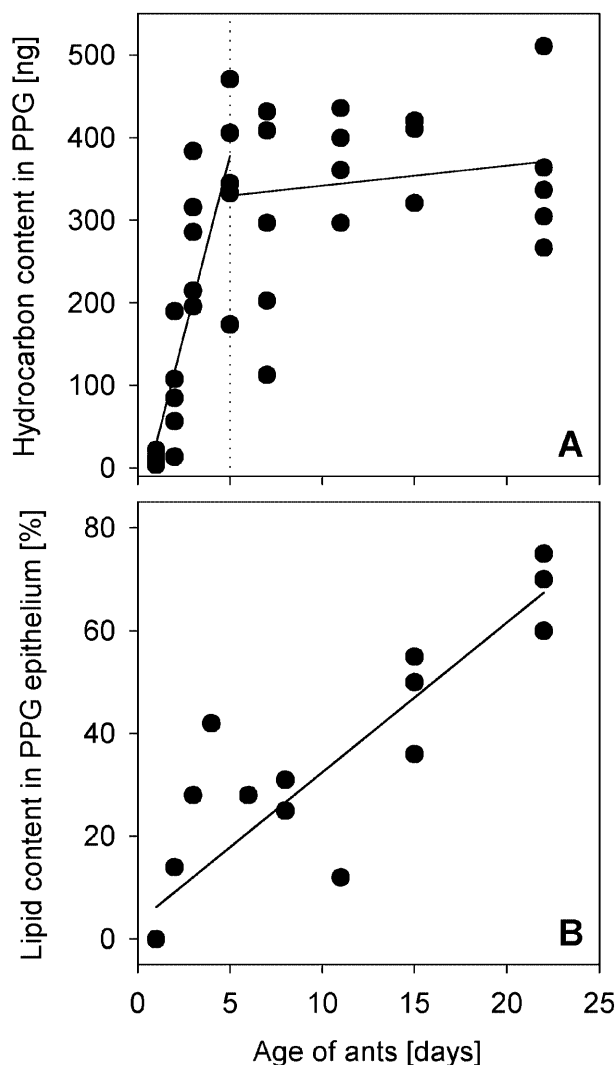 Hydrocarbon content in PPG [ng]
500
400
300
200
100
0
A
Lipid content in PPG epithelium [%]
80
60
40
20
0
B
0 5 10 15 20 25
Age of ants [days]